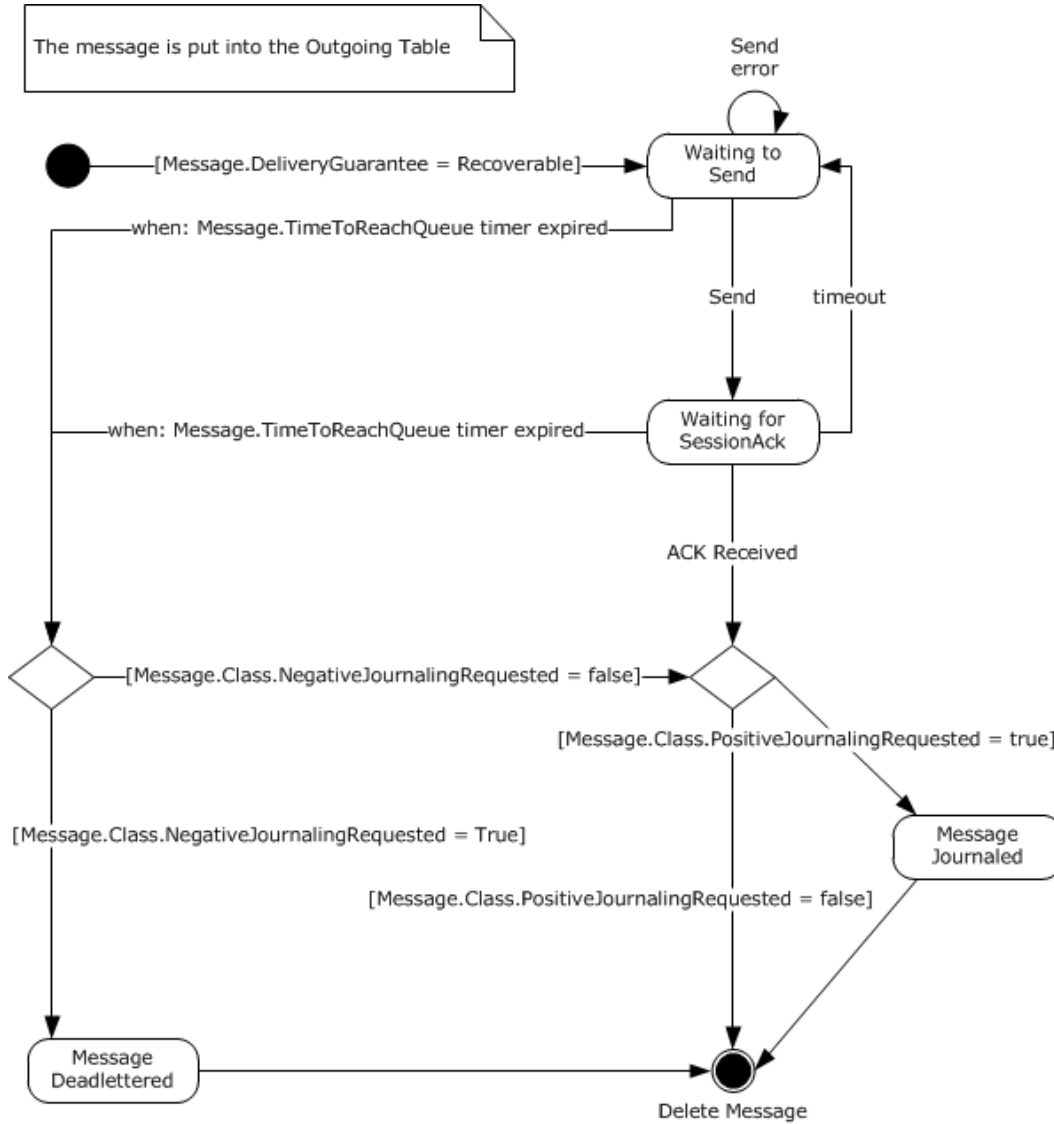 The message is put into the Outgoing Table
Send
error
[Message.DeliveryGuarantee = Recoverable]
Waiting to
Send
when: Message.TimeToReachQueue timer expired
Send
timeout
when: Message.TimeToReachQueue timer expired
Waiting for
SessionAck
ACK Received
[Message.Class.NegativeJournalingRequested = false]
[Message.Class.PositiveJournalingRequested = true]
[Message.Class.NegativeJournalingRequested = True]
Message
Journaled
[Message.Class.PositiveJournalingRequested = false]
Message
Deadlettered
Delete Message